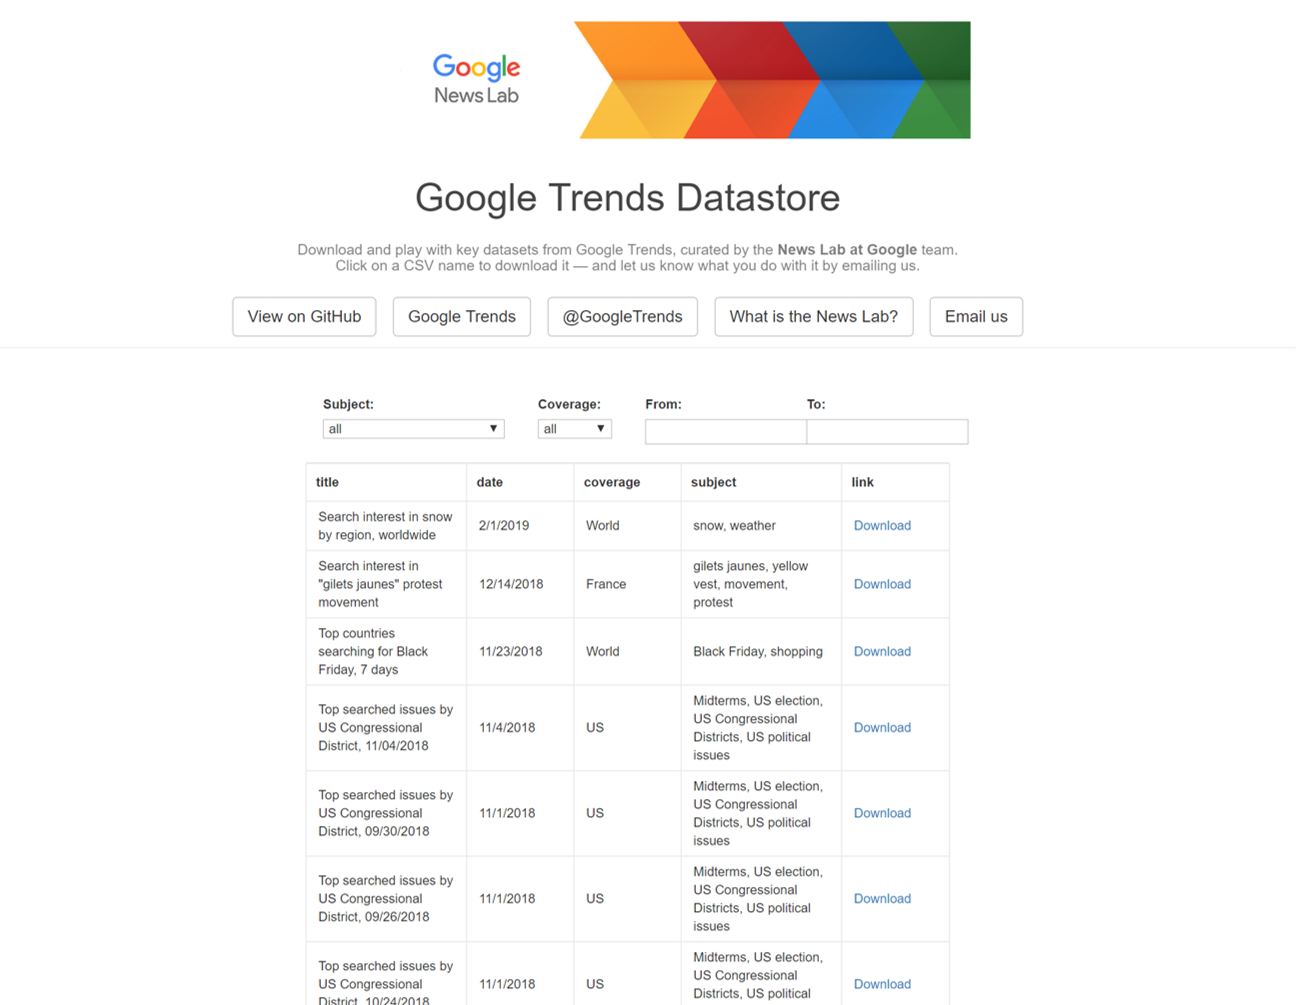 Google
News Lab
Google Trends Datastore
Download and play with key datasets from Google Trends, curated by the News Lab at Google team.
Click on a CSV name to download it — and let us know what you do with it by emailing us.
View on GitHub Google Trends @GoogleTrends What is the News Lab? Email us
Subject: Coverage: From: To:
all all
title date coverage subject link
Search interest in snow
by region, worldwide
2/1/2019
World
snow, weather
Download
Search interest in
"gilets jaunes" protest
movement
12/14/2018
France
gilets jaunes, yellow
vest, movement,
protest
Download
Top countries
searching for Black
Friday, 7 days
11/23/2018
World
Black Friday, shopping
Download
Top searched issues by
US Congressional
District, 11/04/2018
11/4/2018
US
Midterms, US election,
US Congressional
Districts, US political
issues
Download
Top searched issues by
US Congressional
District, 09/30/2018
11/1/2018
US
Midterms, US election,
US Congressional
Districts, US political
issues
Download
Top searched issues by
US Congressional
District, 09/26/2018
11/1/2018
US
Midterms, US election,
US Congressional
Districts, US political
issues
Download
Top searched issues by
US Congressional
District, 10/24/2018
11/1/2018
US
Midterms, US election,
US Congressional
Districts, US political
Download